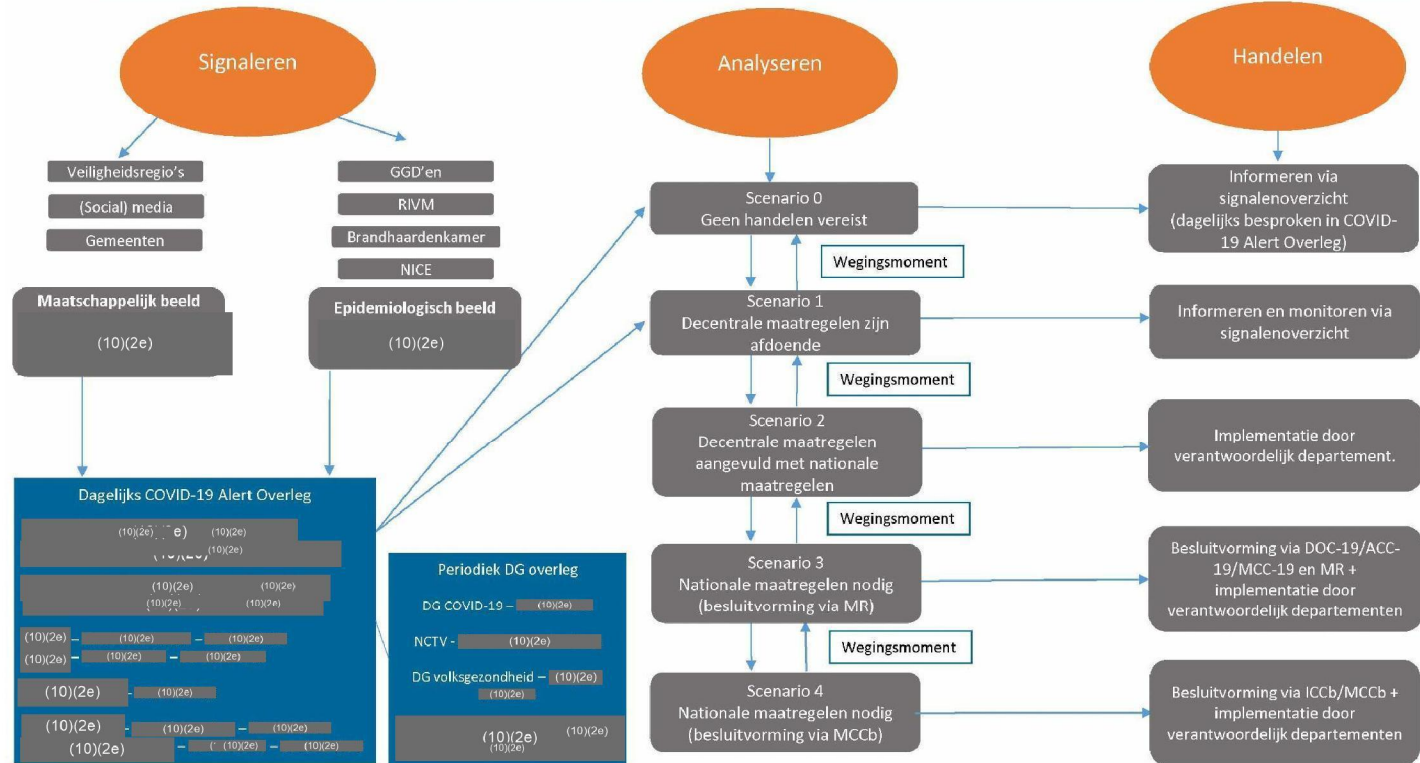 Signaleren
Analyseren
Handelen
Veiligheidsregio's
(Social) media
Gemeenten
GGD'en
RIVM
Brandhaardenkamer
NICE
Maatschappelijk beeld
(10)(2e)
Epidemiologisch beeld
(10)(2e)
Dagelijks COVID-19 Alert Overleg
(10)(2e) (10)(2e)
(10)(2e)
(10)(2e) (10)(2e)
(10)(2e) (10)(2e)
(10)(2e) – (10)(2e) – (10)(2e)
(10)(2e) – (10)(2e) – (10)(2e)
(10)(2e) – (10)(2e)
(10)(2e) – (10)(2e) – (10)(2e)
(10)(2e) – (10)(2e) – (10)(2e)
Periodiek DG overleg
DG COVID-19 – (10)(2e)
NCTV - (10)(2e)
DG volksgezondheid – (10)(2e)
(10)(2e)
(10)(2e) (10)(2e)
(10)(2e)
Scenario 0
Geen handelen vereist
Wegingsmoment
Scenario 1
Decentrale maatregelen zijn
afdoende
Wegingsmoment
Scenario 2
Decentrale maatregelen
aangevuld met nationale
maatregelen
Wegingsmoment
Scenario 3
Nationale maatregelen nodig
(besluitvorming via MR)
Wegingsmoment
Scenario 4
Nationale maatregelen nodig
(besluitvorming via MCCb)
Informeren via
signalenoverzicht
(dagelijks besproken in COVID-
19 Alert Overleg)
Informeren en monitoren via
signalenoverzicht
Implementatie door
verantwoordelijk departement.
Besluitvorming via DOC-19/ACC-
19/MCC-19 en MR +
implementatie door
verantwoordelijk departementen
Besluitvorming via ICCb/MCCb +
implementatie door
verantwoordelijk departementen